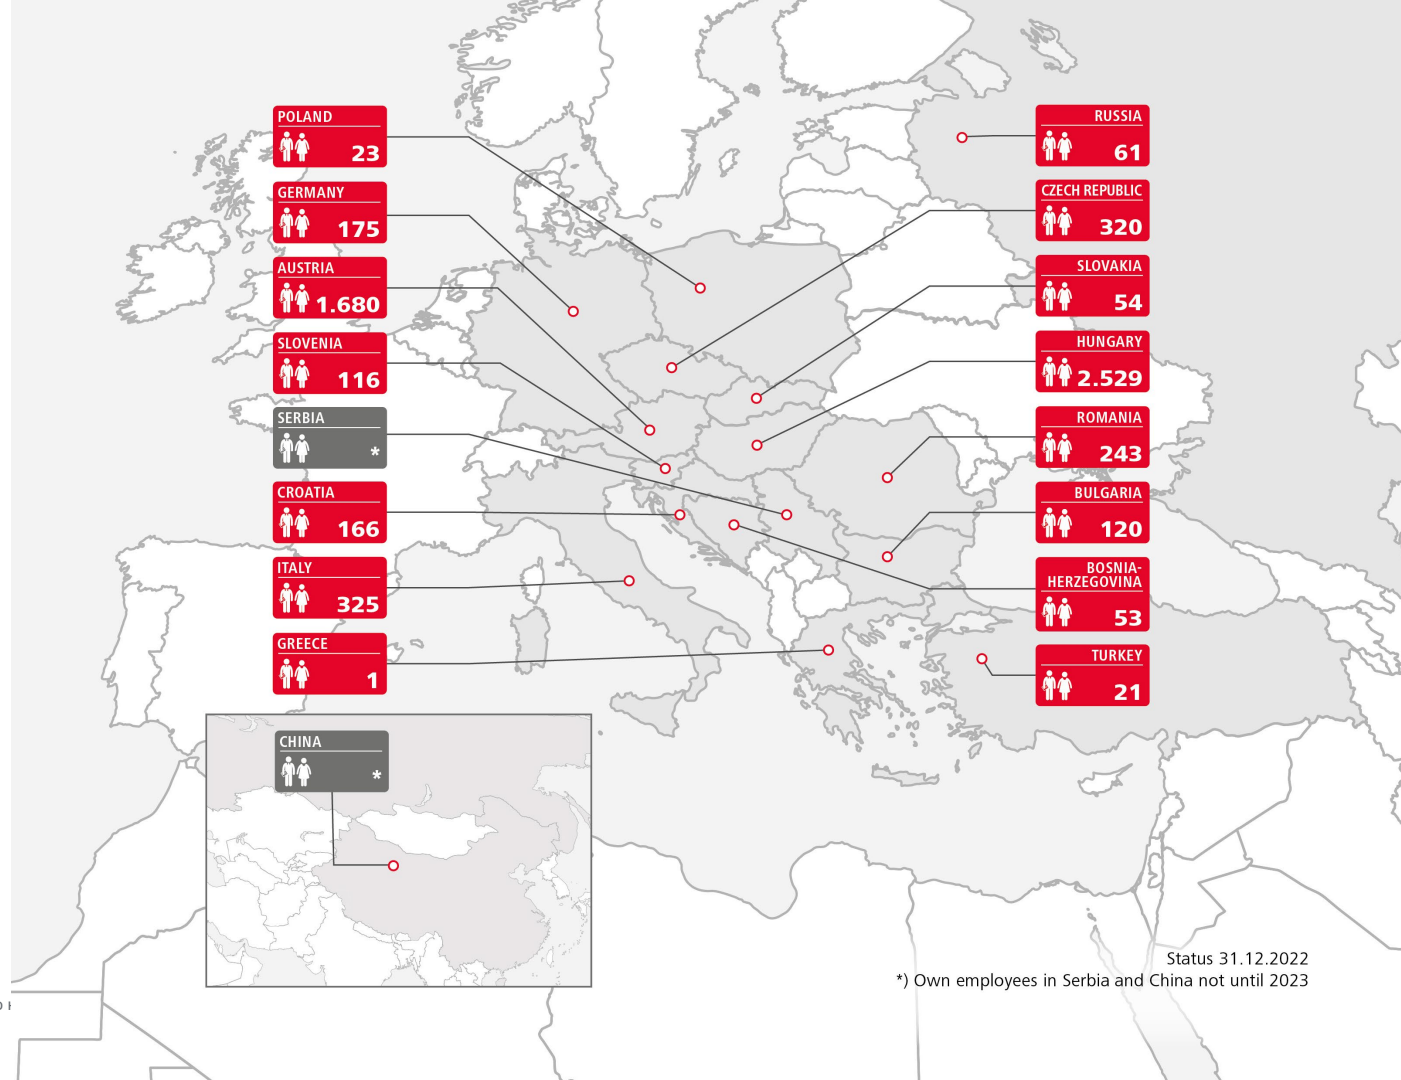 POLAND
23
GERMANY
175
AUSTRIA
1.680
SLOVENIA
116
SERBIA
*
CROATIA
166
ITALY
325
GREECE
1
CHINA
*
RUSSIA
61
CZECH REPUBLIC
320
SLOVAKIA
54
HUNGARY
2.529
ROMANIA
243
BULGARIA
120
BOSNIA-
HERZEGOVINA
53
TURKEY
21
Status 31.12.2022
*) Own employees in Serbia and China not until 2023